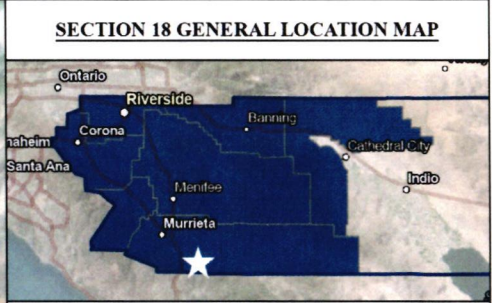 SECTION 18 GENERAL LOCATION MAP
Ontario
Riverside
Banning
naheim
Corona
Cathedral City
Santa Ana
Indio
Menifee
Murrieta